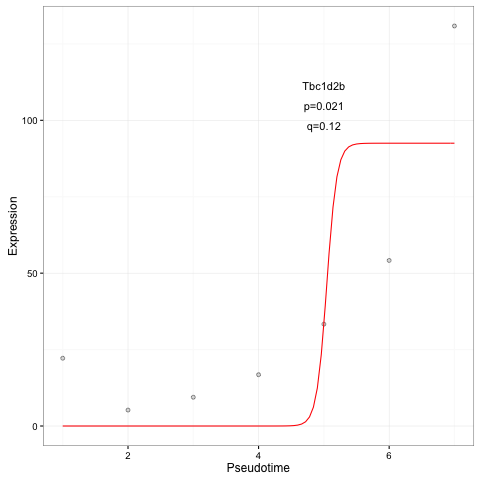 Tbc1d2b
p=0.021
q=0.12
Expression
100
50
0
2 4 6
Pseudotime